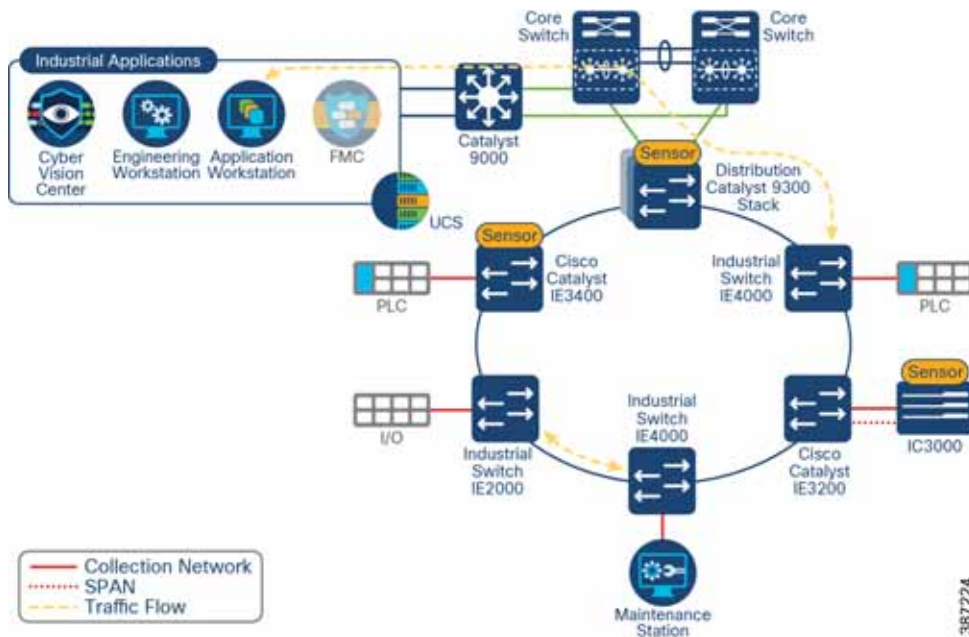 Industrial Applications
Cyber
Vision
Center
Engineering
Workstation
Application
Workstation
FMC
UCS
Catalyst
9000
Core
Switch
Core
Switch
Sensor
Distribution
Catalyst 9300
Stack
Sensor
Cisco
Catalyst
IE3400
PLC
Industrial
Switch
IE4000
PLC
I/O
Industrial
Switch
IE2000
Industrial
Switch
IE4000
Sensor
IC3000
Cisco
Catalyst
IE3200
Maintenance
Station
Collection Network
SPAN
Traffic Flow
387224